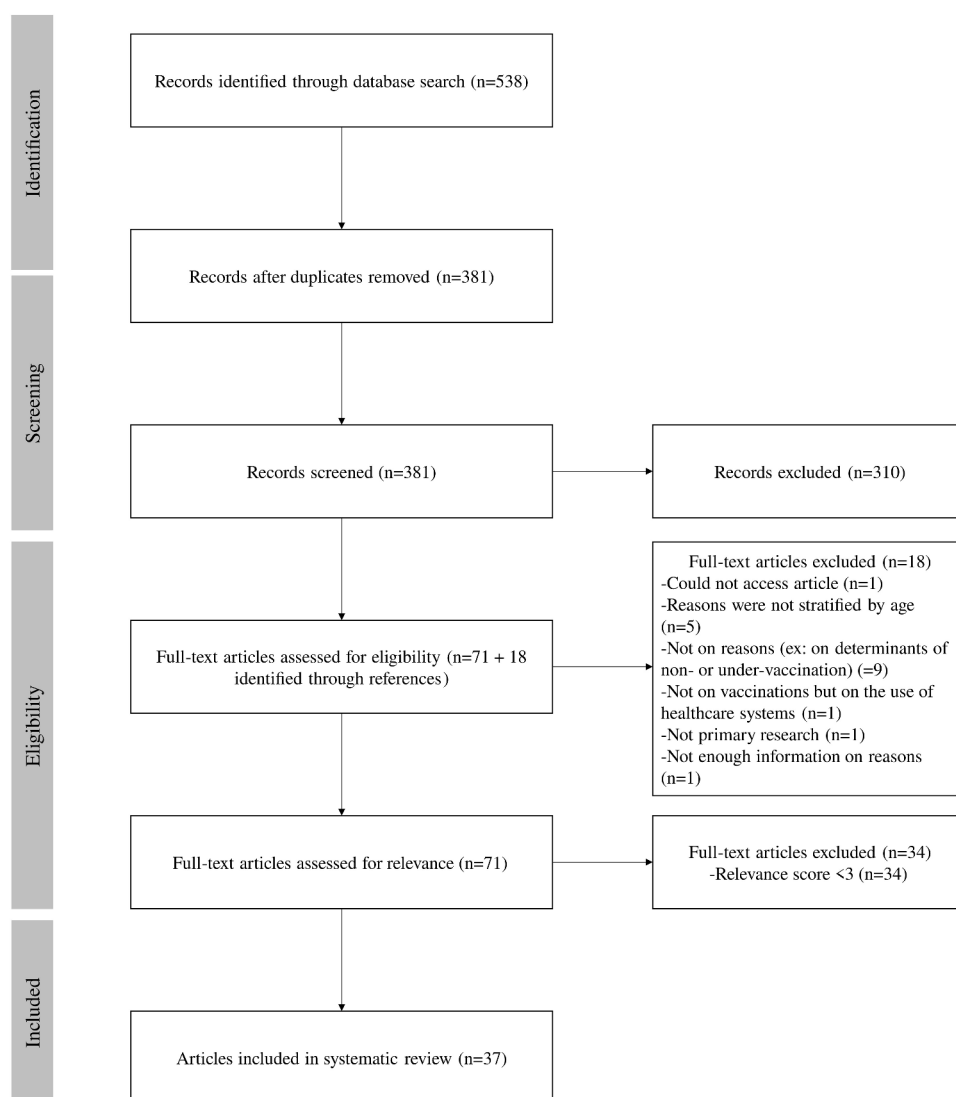 Identification
Records identified through database search (n=538)
Records after duplicates removed (n=381)
Screening
Records screened (n=381)
Records excluded (n=310)
Eligibility
Full-text articles assessed for eligibility (n=71 + 18
identified through references)
Full-text articles excluded (n=18)
-Could not access article (n=1)
-Reasons were not stratified by age
(n=5)
-Not on reasons (ex: on determinants of
non- or under-vaccination) (=9)
-Not on vaccinations but on the use of
healthcare systems (n=1)
-Not primary research (n=1)
-Not enough information on reasons
(n=1)
Full-text articles assessed for relevance (n=71)
Full-text articles excluded (n=34)
-Relevance score <3 (n=34)
Included
Articles included in systematic review (n=37)